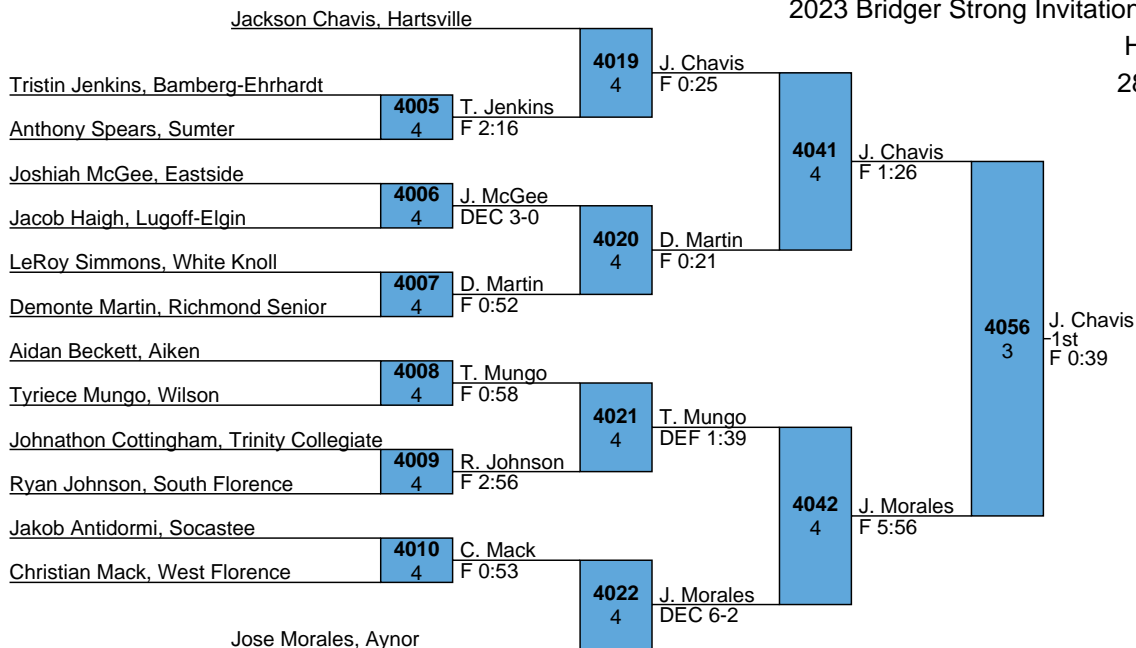 2023 Bridger Strong Invitation
H
28
Jackson Chavis, Hartsville
4019
4
J. Chavis
F 0:25
Tristin Jenkins, Bamberg-Ehrhardt
4005
4
T. Jenkins
F 2:16
Anthony Spears, Sumter
4041
4
J. Chavis
F 1:26
Joshiah McGee, Eastside
4006
4
J. McGee
DEC 3-0
Jacob Haigh, Lugoff-Elgin
4020
4
D. Martin
F 0:21
LeRoy Simmons, White Knoll
4007
4
D. Martin
F 0:52
Demonte Martin, Richmond Senior
4056
3
J. Chavis
1st
F 0:39
Aidan Beckett, Aiken
4008
4
T. Mungo
F 0:58
Tyriece Mungo, Wilson
4021
4
T. Mungo
DEF 1:39
Johnathon Cottingham, Trinity Collegiate
4009
4
R. Johnson
F 2:56
Ryan Johnson, South Florence
4042
4
J. Morales
F 5:56
Jakob Antidormi, Socastee
4010
4
C. Mack
F 0:53
Christian Mack, West Florence
4022
4
J. Morales
DEC 6-2
Jose Morales, Aynor